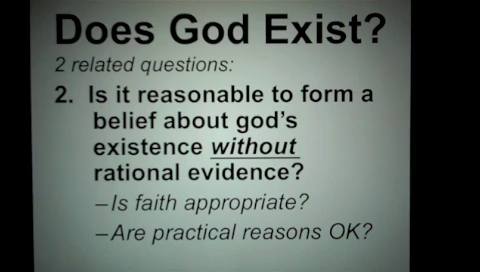 Does God Exist?
2 related questions:
2. Is it reasonable to form a
belief about god's
existence without
rational evidence?
–Is faith appropriate?
–Are practical reasons OK?